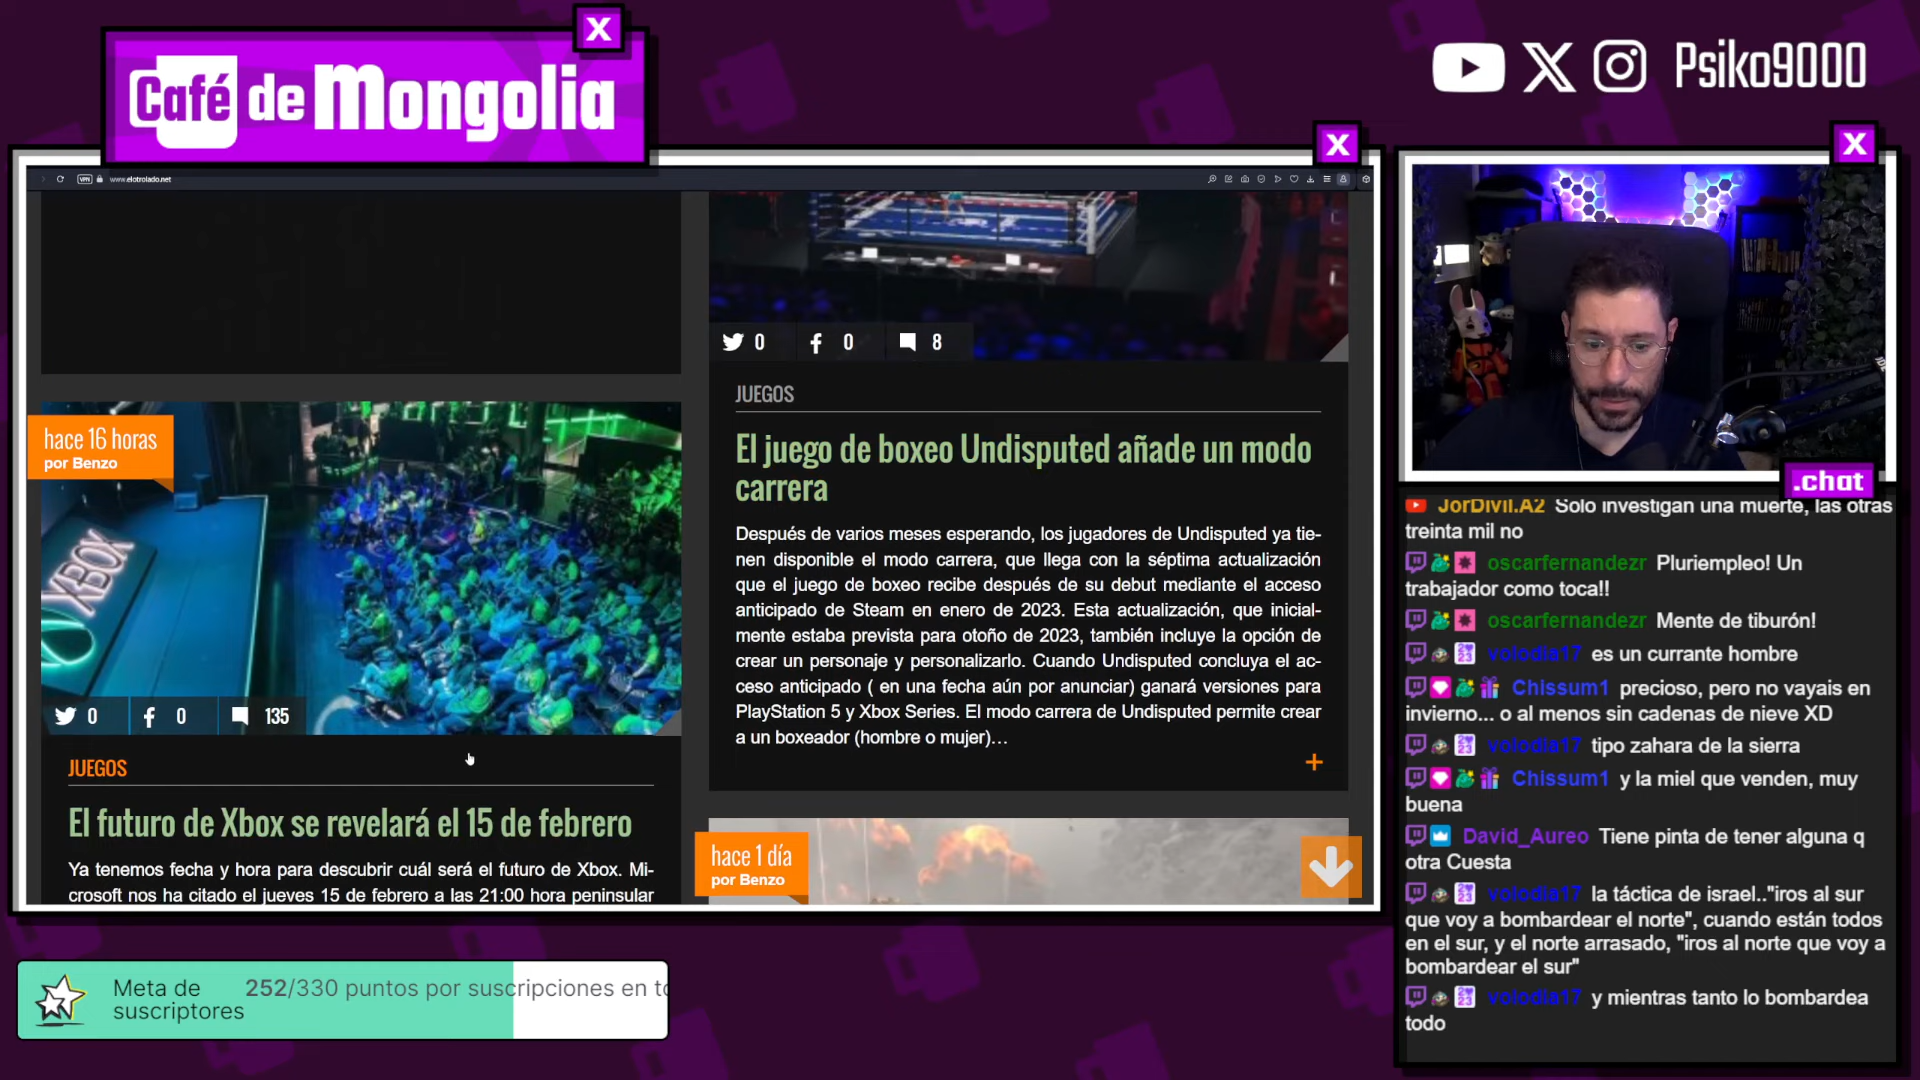 Café de Mongolia
X
Psiko9000
X
X
VPN
www.elotrolado.net
0
0
8
JUEGOS
El juego de boxeo Undisputed añade un modo
carrera
Después de varios meses esperando, los jugadores de Undisputed ya tie-
nen disponible el modo carrera, que llega con la séptima actualización
que el juego de boxeo recibe después de su debut mediante el acceso
anticipado de Steam en enero de 2023. Esta actualización, que inicial-
mente estaba prevista para otoño de 2023, también incluye la opción de
crear un personaje y personalizarlo. Cuando Undisputed concluya el ac-
ceso anticipado ( en una fecha aún por anunciar) ganará versiones para
PlayStation 5 y Xbox Series. El modo carrera de Undisputed permite crear
a un boxeador (hombre o mujer)…
+
hace 16 horas
por Benzo
XBOX
0
0
135
JUEGOS
El futuro de Xbox se revelará el 15 de febrero
Ya tenemos fecha y hora para descubrir cuál será el futuro de Xbox. Mi-
crosoft nos ha citado el jueves 15 de febrero a las 21:00 hora peninsular
hace 1 día
por Benzo
.chat
JorDivil.A2 Solo investigan una muerte, las otras
treinta mil no
oscarfernandezr Pluriempleo! Un
trabajador como toca!!
oscarfernandezr Mente de tiburón!
volodia17 es un currante hombre
Chissum1 precioso, pero no vayais en
invierno... o al menos sin cadenas de nieve XD
volodia17 tipo zahara de la sierra
Chissum1 y la miel que venden, muy
buena
David_Aureo Tiene pinta de tener alguna q
otra Cuesta
volodia17 la táctica de israel.."iros al sur
que voy a bombardear el norte", cuando están todos
en el sur, y el norte arrasado, "iros al norte que voy a
bombardear el sur"
volodia17 y mientras tanto lo bombardea
todo
Meta de
suscriptores
252/330 puntos por suscripciones en to